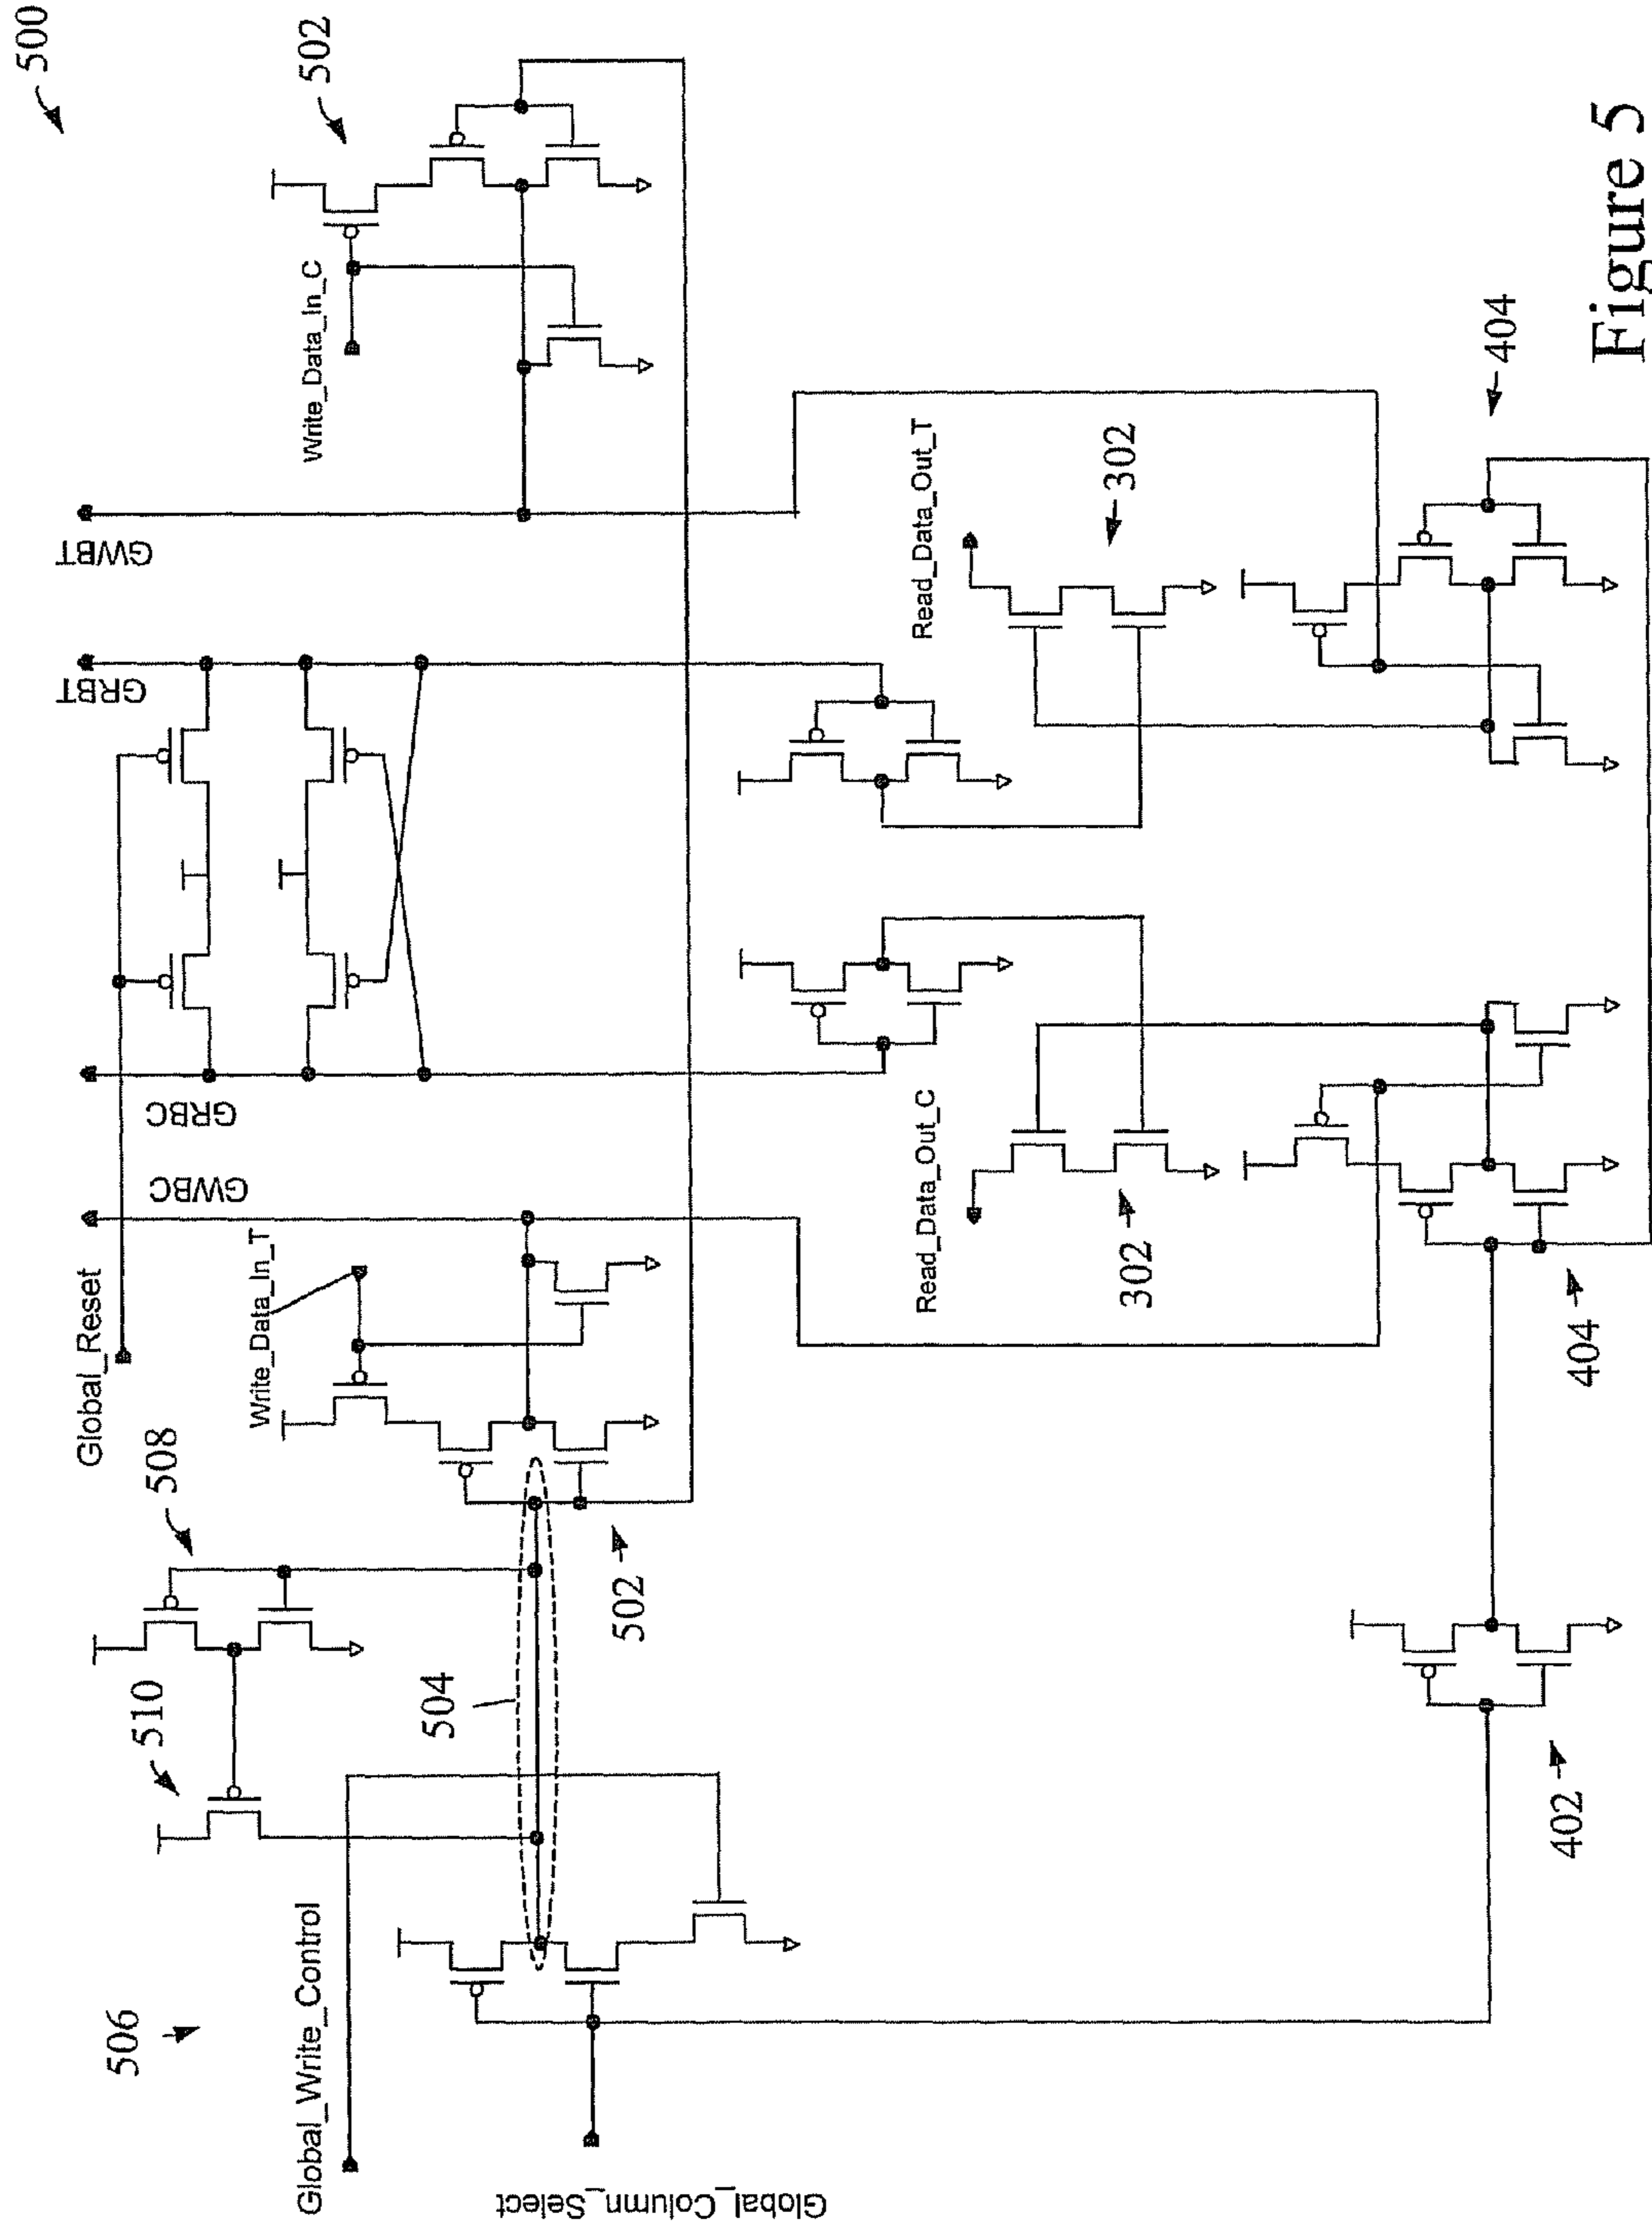 500
502
Write_Data_In_C
GWBT
GRBT
GRBC
GWBC
Global_Reset
Write_Data_In_T
508
510
504
502
506
Global_Write_Control
Global_Column_Select
Read_Data_Out_T
302
Read_Data_Out_C
302
404
404
402
Figure 5